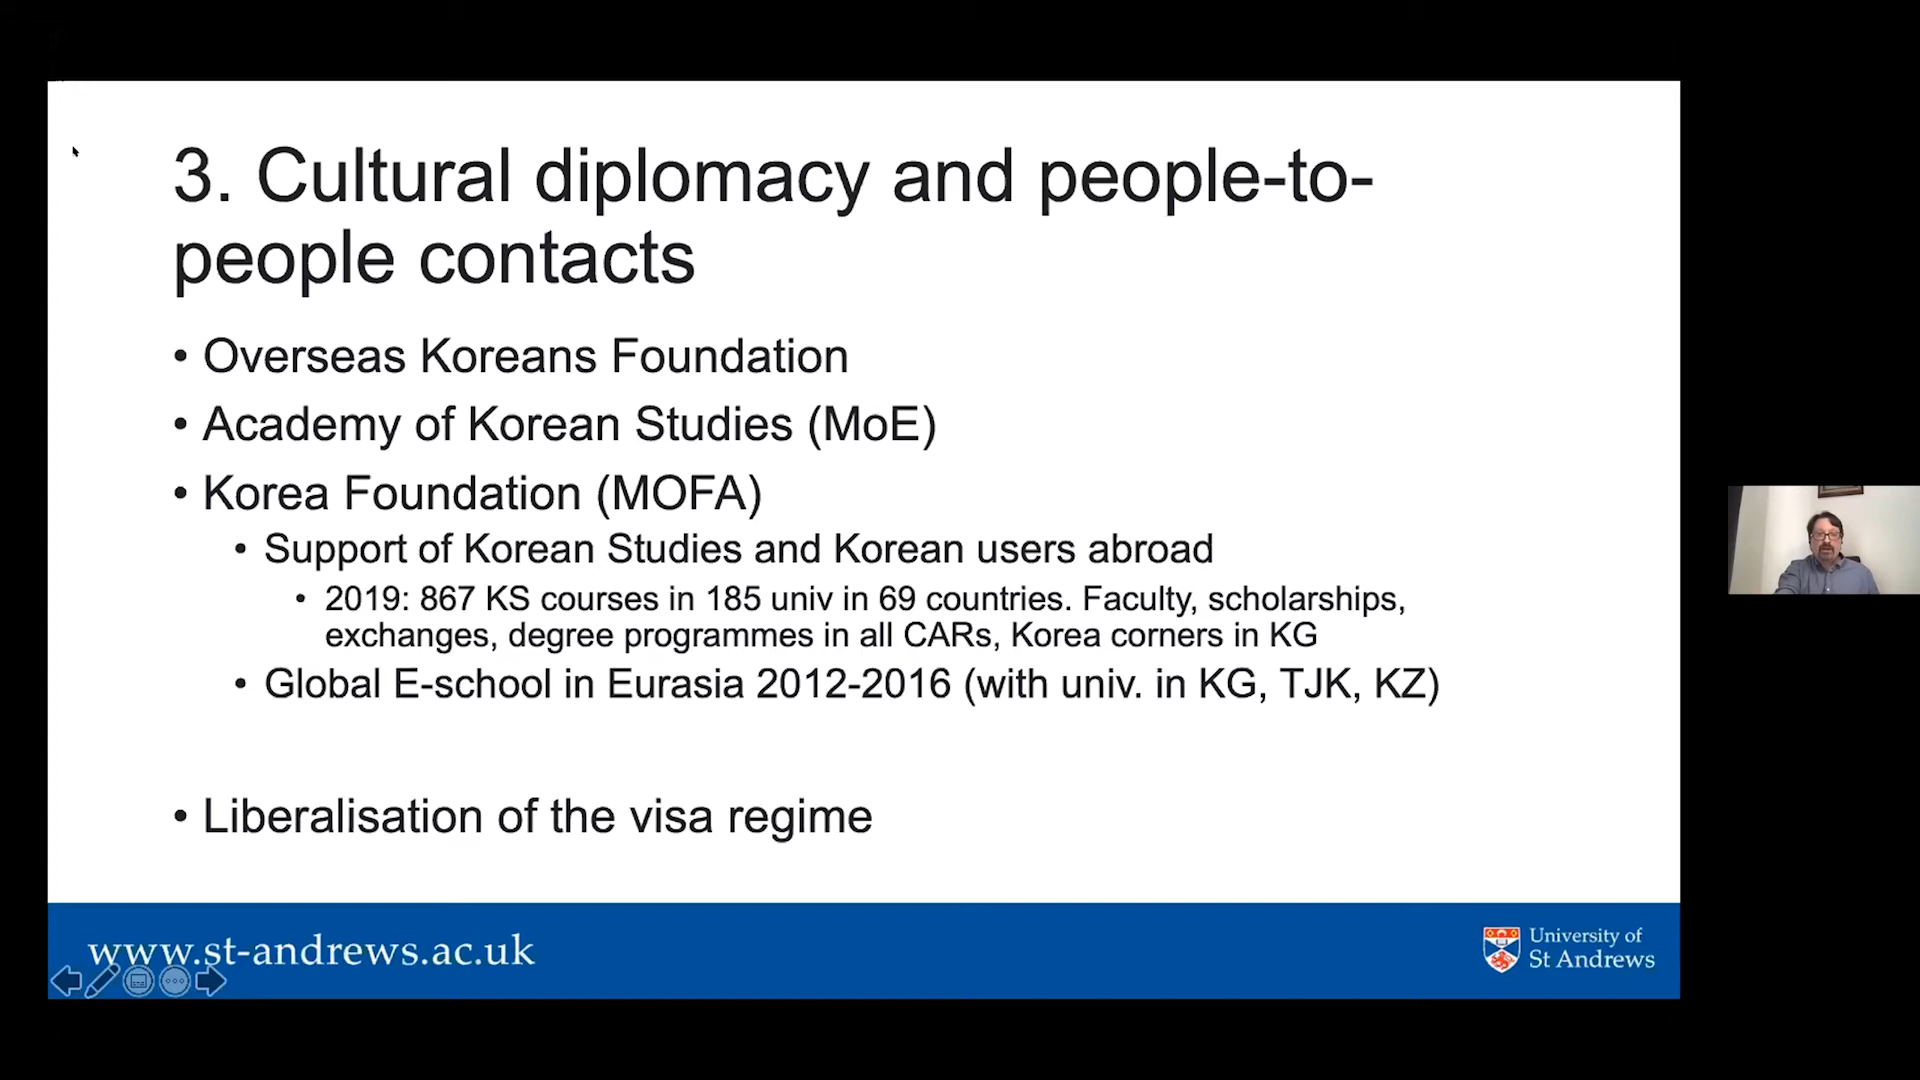 3. Cultural diplomacy and people-to-
people contacts
• Overseas Koreans Foundation
• Academy of Korean Studies (MoE)
• Korea Foundation (MOFA)
• Support of Korean Studies and Korean users abroad
• 2019: 867 KS courses in 185 univ in 69 countries. Faculty, scholarships,
exchanges, degree programmes in all CARs, Korea corners in KG
• Global E-school in Eurasia 2012-2016 (with univ. in KG, TJK, KZ)
• Liberalisation of the visa regime
www.st-andrews.ac.uk
University of
St Andrews